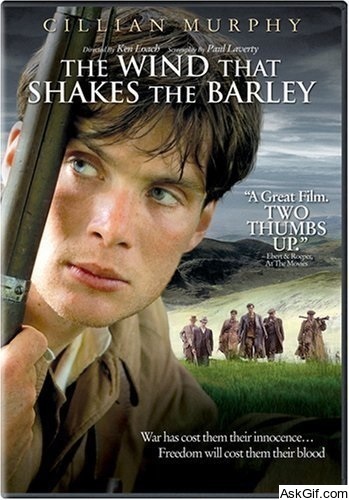 CILLIAN MURPHY
Directed By Ken Loach Screenplay By Paul Laverty
THE WIND THAT
SHAKES THE BARLEY
"A Great Film.
TWO
THUMBS
UP."
- Ebert & Roeper,
At The Movies
War has cost them their innocence...
Freedom will cost them their blood
AskGif.com